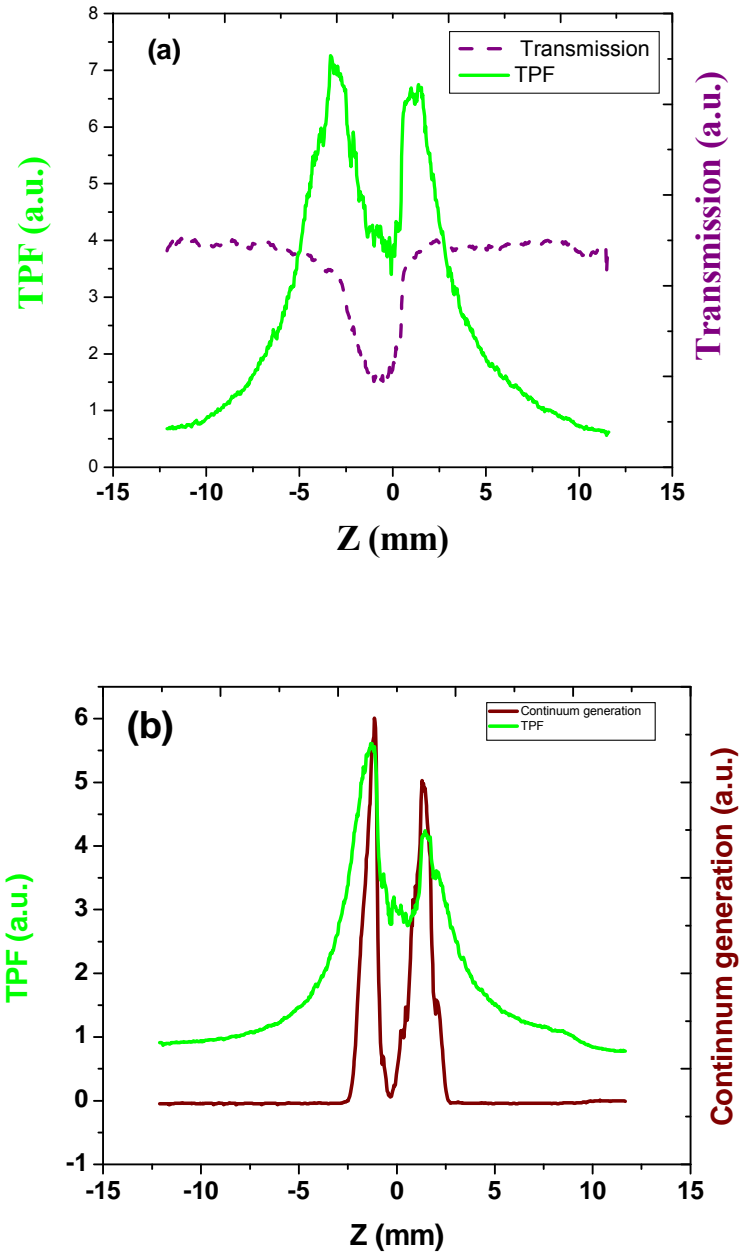 (a)
Transmission
TPF
8
7
6
5
4
3
2
1
0
-15
-10
-5
0
5
10
15
TPF (a.u.)
Transmission (a.u.)
Z (mm)
(b)
Continuum generation
TPF
6
5
4
3
2
1
0
-1
-15
-10
-5
0
5
10
15
TPF (a.u.)
Continnum generation (a.u.)
Z (mm)